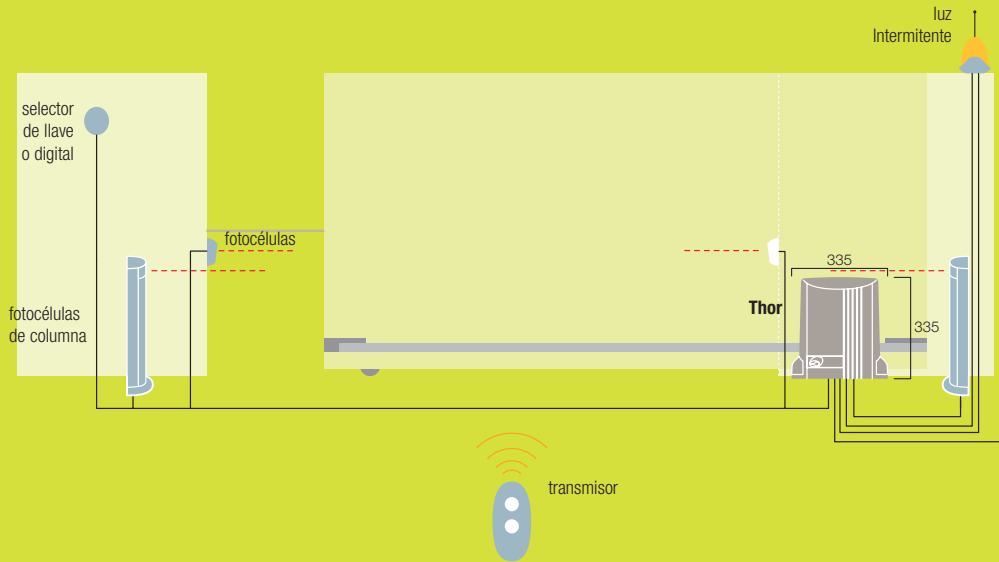 luz
Intermitente
selector
de llave
o digital
fotocélulas
335
Thor
335
fotocélulas
de columna
transmisor